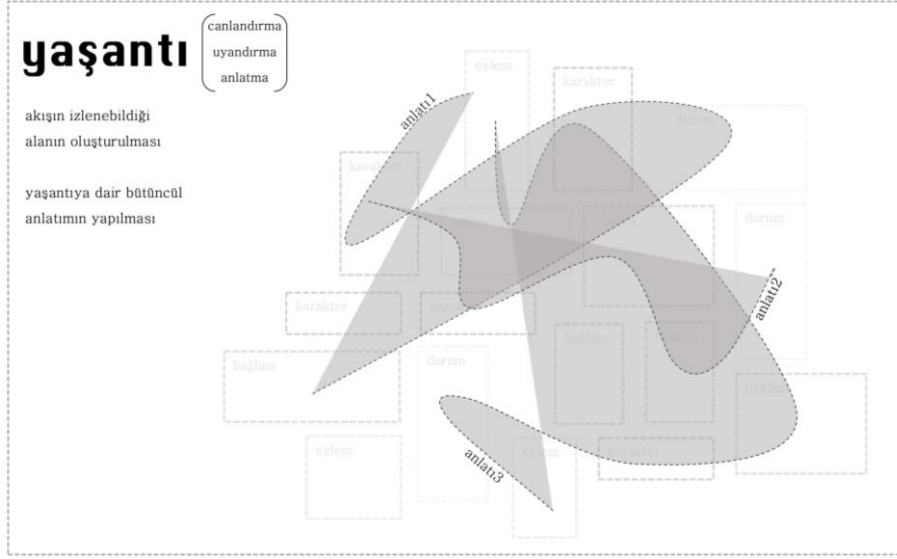 yaşantı
canlandırma
uyandırma
anlatma
akışın izlenebildiği
alanın oluşturulması
yaşantıya dair bütüncül
anlatımın yapılması
eylem
karakter
anlatı1
durum
karakter
durum
karakter
anlatı2
bağlam
bağlam
durum
bağlam
eylem
anlatı3
eylem
karakter